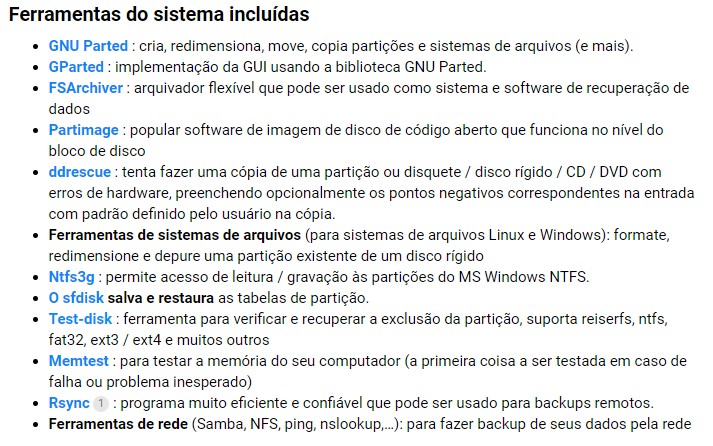 Ferramentas do sistema incluídas
• GNU Parted : cria, redimensiona, move, copia partições e sistemas de arquivos (e mais).
• GParted : implementação da GUI usando a biblioteca GNU Parted.
• FSArchiver : arquivador flexível que pode ser usado como sistema e software de recuperação de
dados
• Partimage : popular software de imagem de disco de código aberto que funciona no nível do
bloco de disco
• ddrescue : tenta fazer uma cópia de uma partição ou disquete / disco rígido / CD / DVD com
erros de hardware, preenchendo opcionalmente os pontos negativos correspondentes na entrada
com padrão definido pelo usuário na cópia.
• Ferramentas de sistemas de arquivos (para sistemas de arquivos Linux e Windows): formate,
redimensione e depure uma partição existente de um disco rígido
• Ntfs3g : permite acesso de leitura / gravação às partições do MS Windows NTFS.
• O sfdisk salva e restaura as tabelas de partição.
• Test-disk : ferramenta para verificar e recuperar a exclusão da partição, suporta reiserfs, ntfs,
fat32, ext3 / ext4 e muitos outros
• Memtest : para testar a memória do seu computador (a primeira coisa a ser testada em caso de
falha ou problema inesperado)
• Rsync 1 : programa muito eficiente e confiável que pode ser usado para backups remotos.
• Ferramentas de rede (Samba, NFS, ping, nslookup,…): para fazer backup de seus dados pela rede